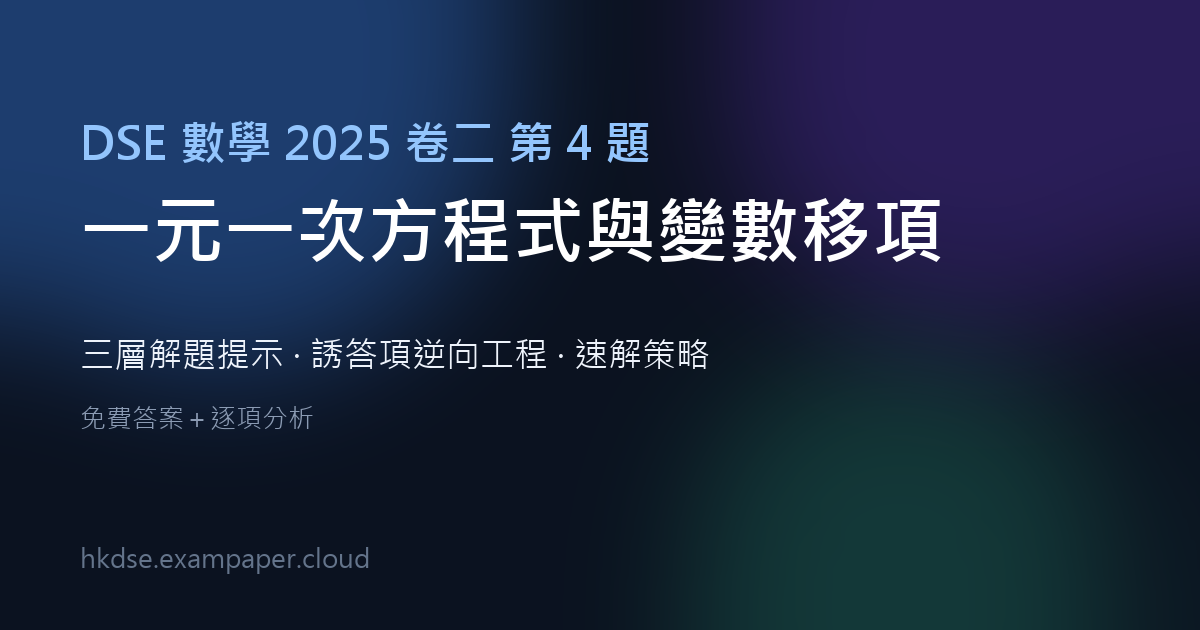 DSE 數學 2025 卷二 第 4 題
一元一次方程式與變數移項
三層解題提示 · 誘答項逆向工程 · 速解策略
免費答案 + 逐項分析
hkdse.exampaper.cloud